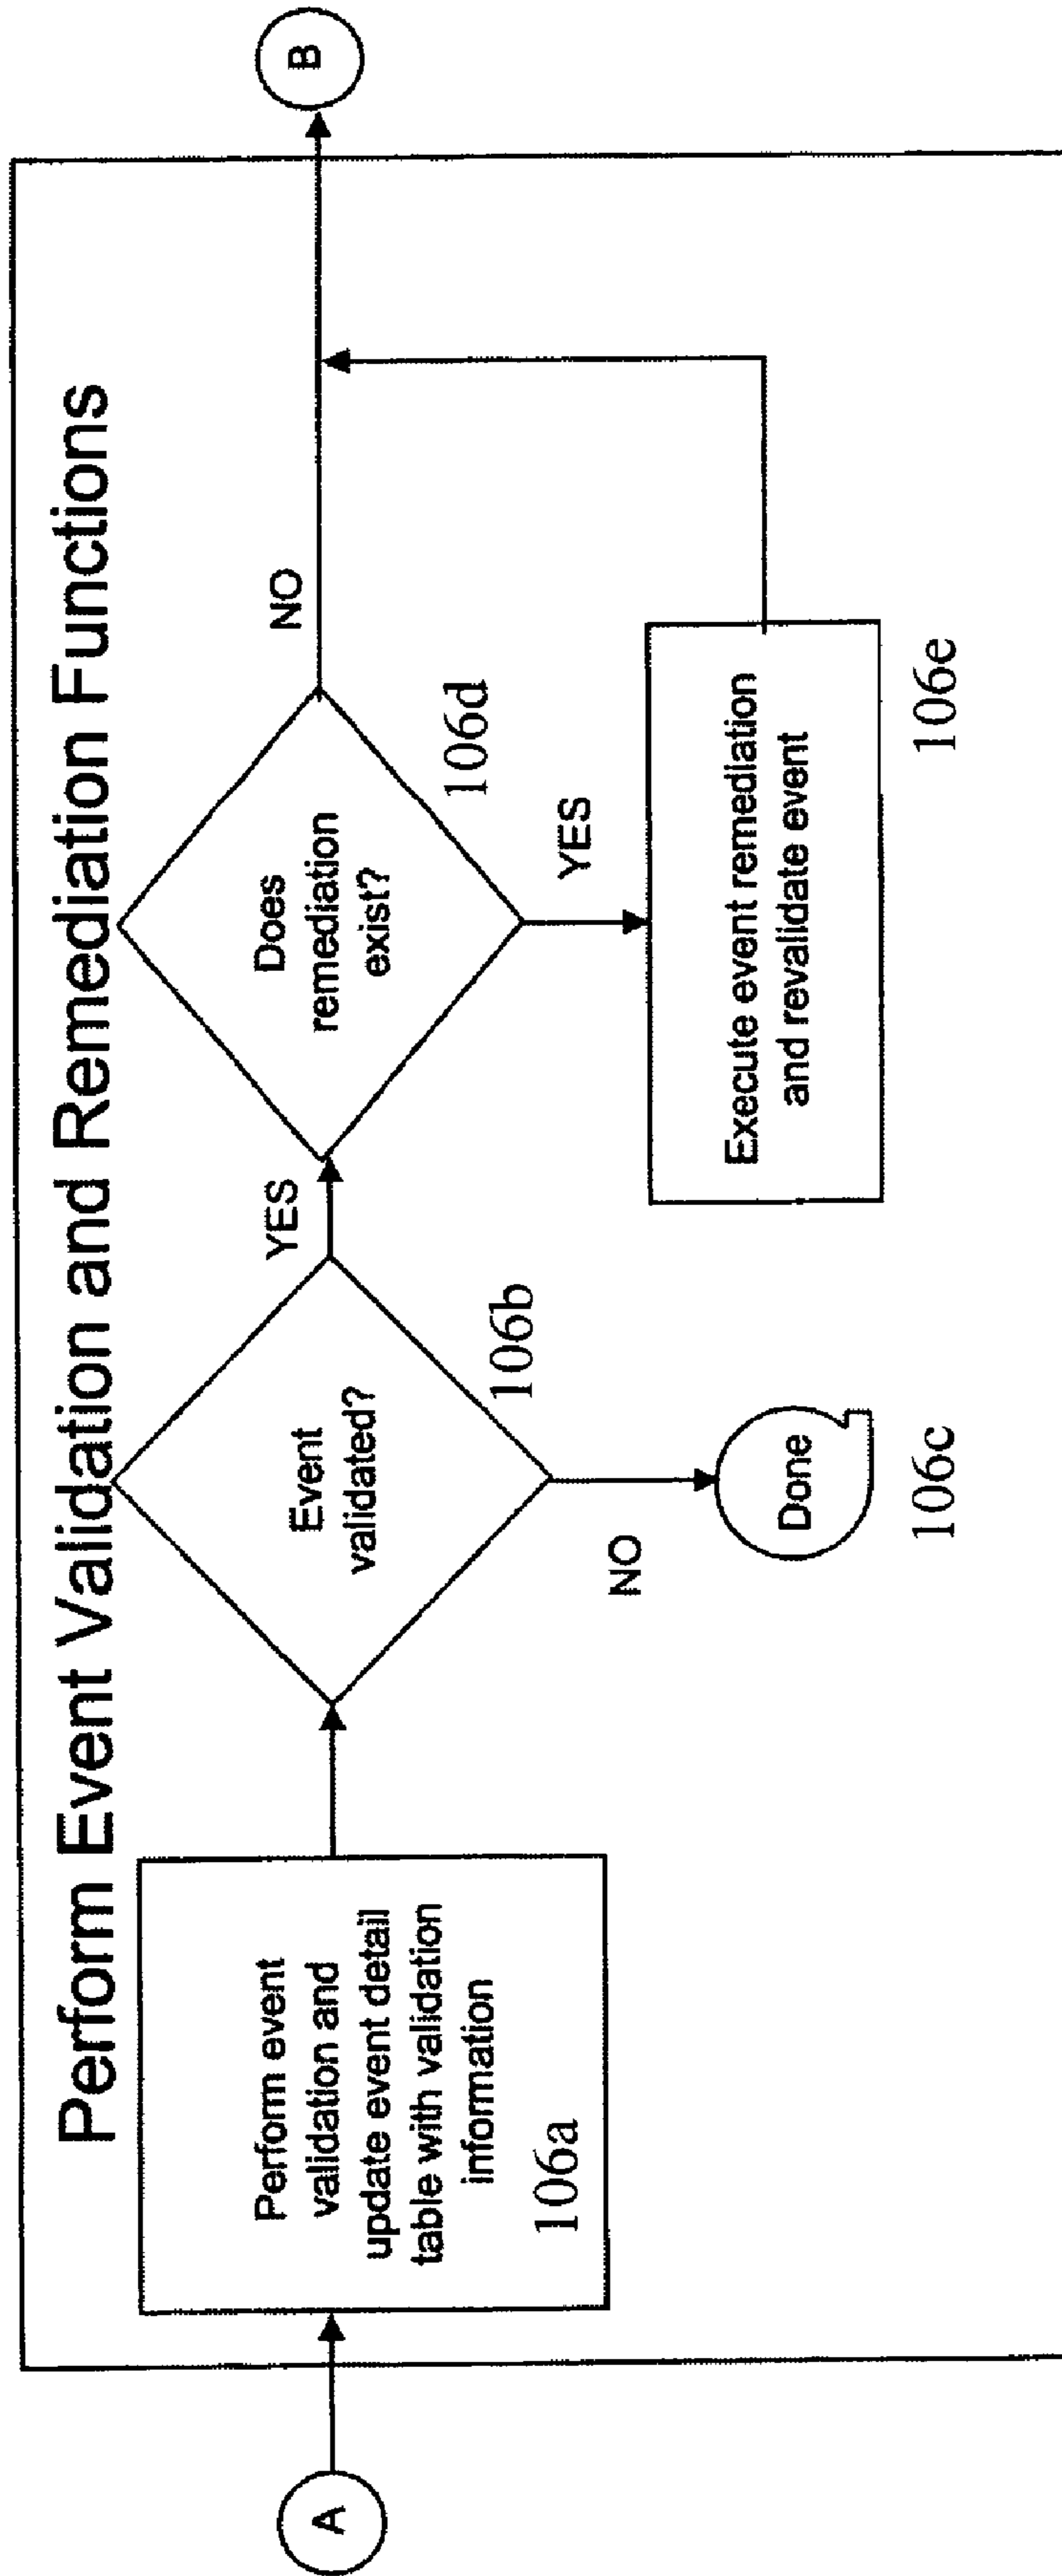 Perform Event Validation and Remediation Functions
A
Perform event
validation and
update event detail
table with validation
information
106a
Event
validated?
106b
YES
NO
Done
106c
Does
remediation
exist?
106d
NO
YES
Execute event remediation
and revalidate event
106e
B